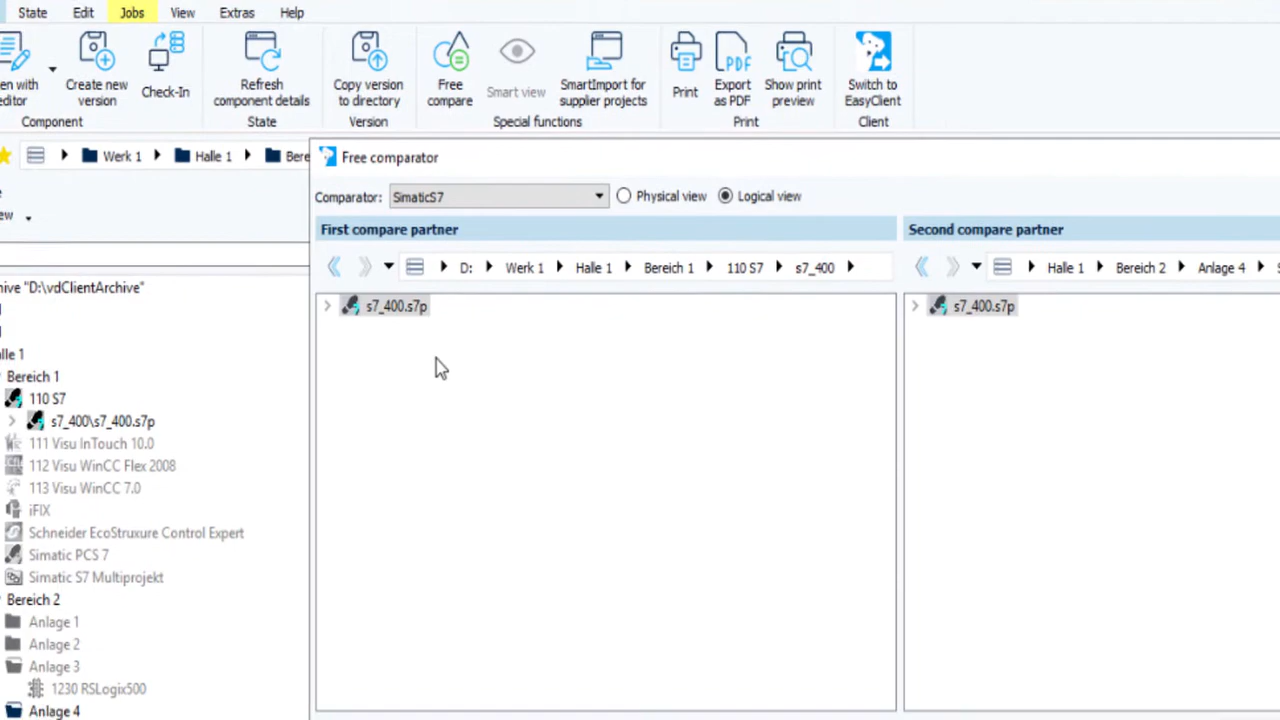 State Edit Jobs View Extras Help
en with editor
Create new version
Check-In
Refresh component details
Copy version to directory
Free compare
Smart view
SmartImport for supplier projects
Print
Export as PDF
Show print preview
Switch to EasyClient
Component State Version Special functions Print Client
Werk 1 Halle 1 Bere
Free comparator
Comparator: SimaticS7 Physical view Logical view
ew
First compare partner
Second compare partner
D: Werk 1 Halle 1 Bereich 1 110 S7 s7_400
Halle 1 Bereich 2 Anlage 4 S
s7_400.s7p
s7_400.s7p
hive "D:\vdClientArchive"
alle 1
Bereich 1
110 S7
s7_400\s7_400.s7p
111 Visu InTouch 10.0
112 Visu WinCC Flex 2008
113 Visu WinCC 7.0
iFIX
Schneider EcoStruxure Control Expert
Simatic PCS 7
Simatic S7 Multiprojekt
Bereich 2
Anlage 1
Anlage 2
Anlage 3
1230 RSLogix500
Anlage 4